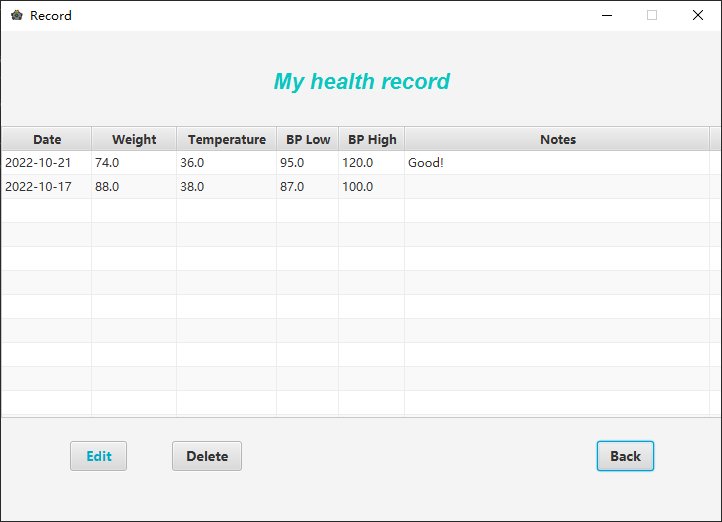 Record
My health record
Date Weight Temperature BP Low BP High Notes
2022-10-21 74.0 36.0 95.0 120.0 Good!
2022-10-17 88.0 38.0 87.0 100.0
Edit Delete Back